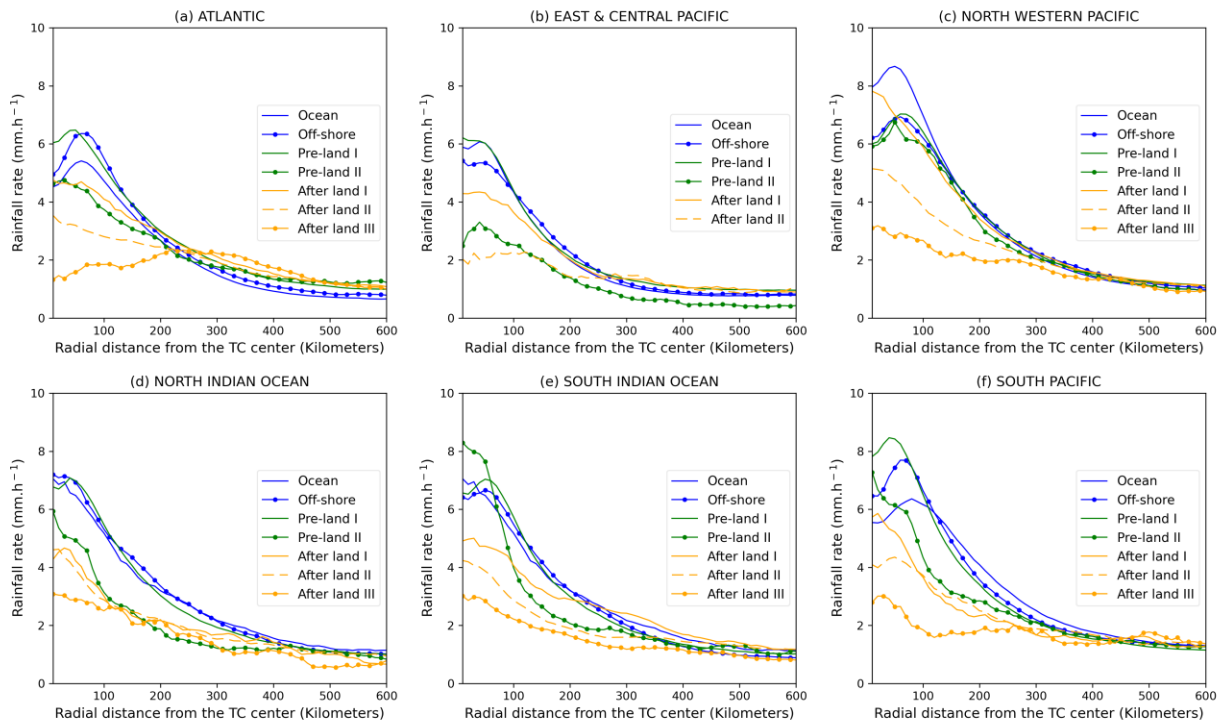 (a) ATLANTIC
Rainfall rate (mm.h⁻¹)
10
8
6
4
2
0
Ocean
Off-shore
Pre-land I
Pre-land II
After land I
After land II
After land III
100 200 300 400 500 600
Radial distance from the TC center (Kilometers)
(b) EAST & CENTRAL PACIFIC
Rainfall rate (mm.h⁻¹)
10
8
6
4
2
0
Ocean
Off-shore
Pre-land I
Pre-land II
After land I
After land II
100 200 300 400 500 600
Radial distance from the TC center (Kilometers)
(c) NORTH WESTERN PACIFIC
Rainfall rate (mm.h⁻¹)
10
8
6
4
2
0
Ocean
Off-shore
Pre-land I
Pre-land II
After land I
After land II
After land III
100 200 300 400 500 600
Radial distance from the TC center (Kilometers)
(d) NORTH INDIAN OCEAN
Rainfall rate (mm.h⁻¹)
10
8
6
4
2
0
Ocean
Off-shore
Pre-land I
Pre-land II
After land I
After land II
After land III
100 200 300 400 500 600
Radial distance from the TC center (Kilometers)
(e) SOUTH INDIAN OCEAN
Rainfall rate (mm.h⁻¹)
10
8
6
4
2
0
Ocean
Off-shore
Pre-land I
Pre-land II
After land I
After land II
After land III
100 200 300 400 500 600
Radial distance from the TC center (Kilometers)
(f) SOUTH PACIFIC
Rainfall rate (mm.h⁻¹)
10
8
6
4
2
0
Ocean
Off-shore
Pre-land I
Pre-land II
After land I
After land II
After land III
100 200 300 400 500 600
Radial distance from the TC center (Kilometers)